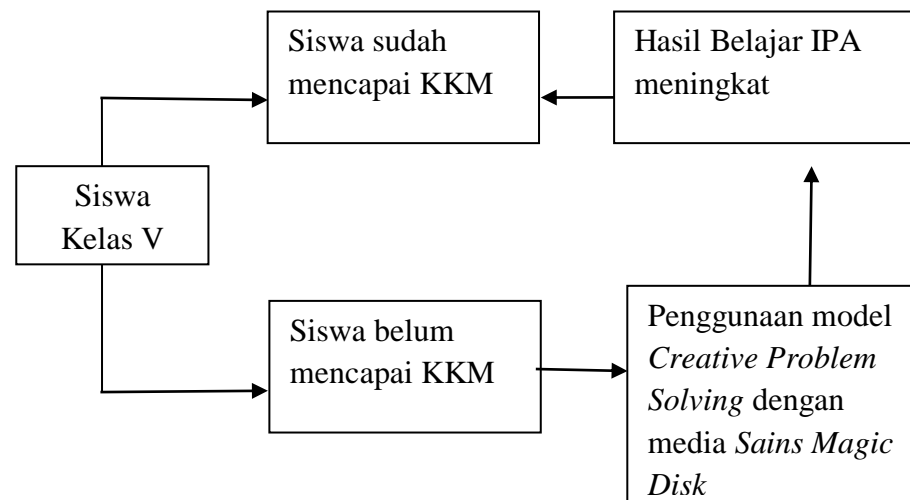 Siswa sudah
mencapai KKM
Hasil Belajar IPA
meningkat
Siswa
Kelas V
Siswa belum
mencapai KKM
Penggunaan model
Creative Problem
Solving dengan
media Sains Magic
Disk